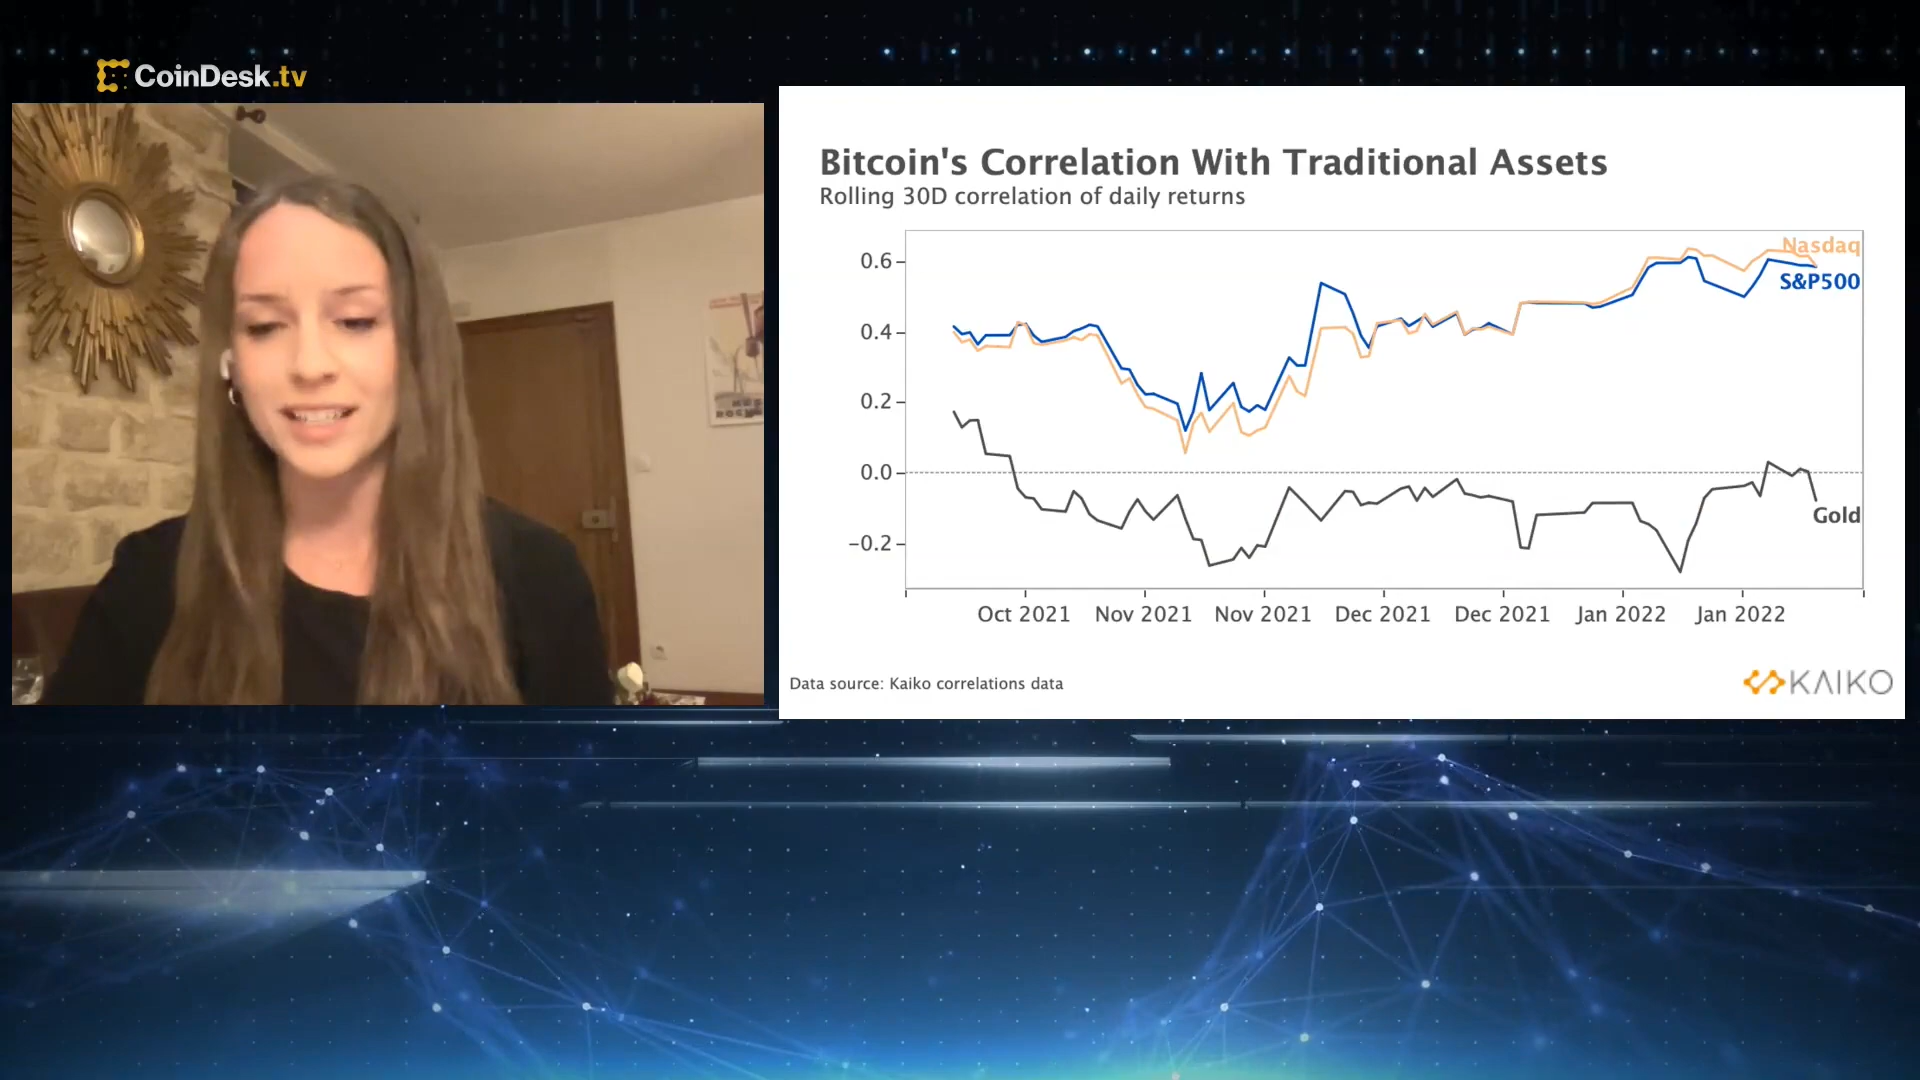 CoinDesk.tv
Bitcoin's Correlation With Traditional Assets
Rolling 30D correlation of daily returns
Nasdaq
0.6
S&P500
0.4
0.2
0.0
Gold
-0.2
Oct 2021 Nov 2021 Nov 2021 Dec 2021 Dec 2021 Jan 2022 Jan 2022
Data source: Kaiko correlations data
KAIKO